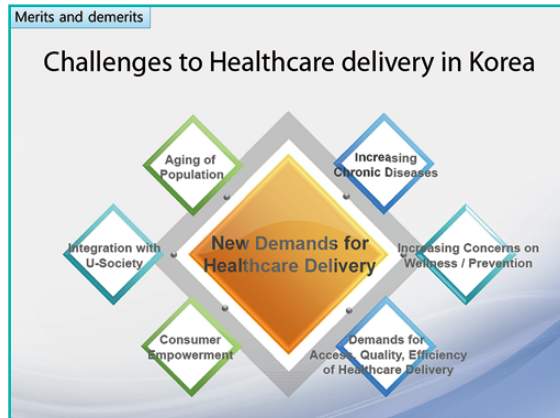 Merits and demerits
Challenges to Healthcare delivery in Korea
Aging of
Population
Increasing
Chronic Diseases
Integration with
U-Society
New Demands for
Healthcare Delivery
Increasing Concerns on
Wellness / Prevention
Consumer
Empowerment
Demands for
Access, Quality, Efficiency
of Healthcare Delivery